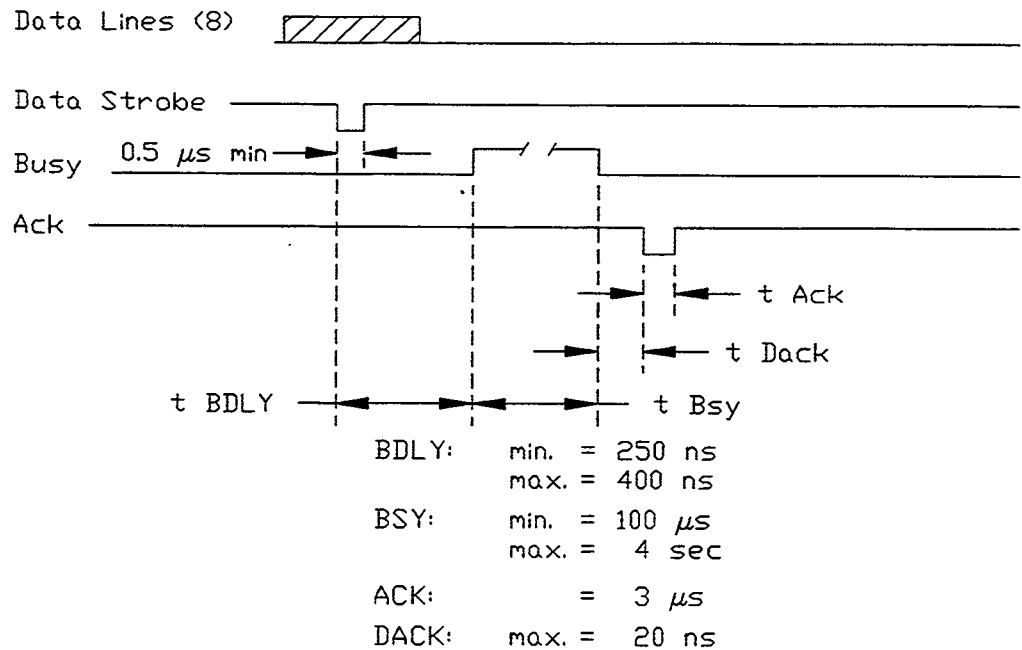 Data Lines (8)
Data Strobe
0.5 μs min
Busy
Ack
t Ack
t Dack
t BDLY
t Bsy
BDLY: min. = 250 ns
max. = 400 ns
BSY: min. = 100 μs
max. = 4 sec
ACK: = 3 μs
DACK: max. = 20 ns